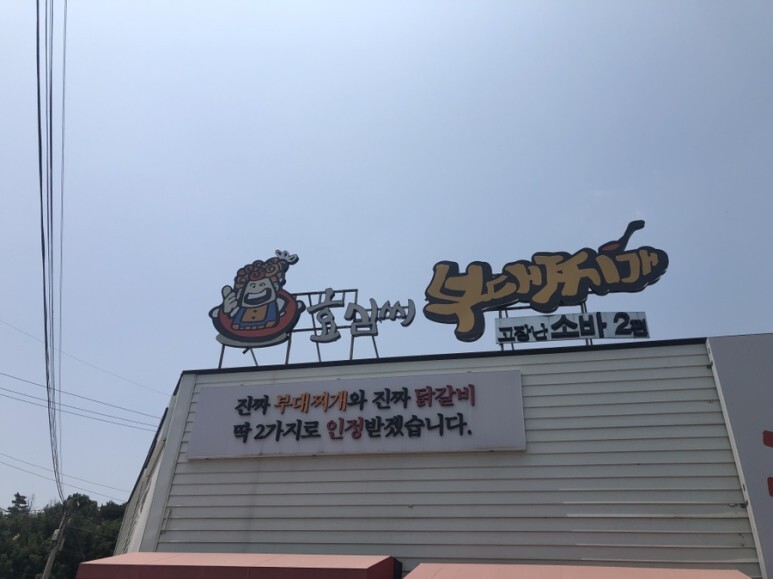 효심씨 부대찌개
고장난 소바 2편
진짜 부대찌개와 진짜 닭갈비
딱 2가지로 인정받겠습니다.